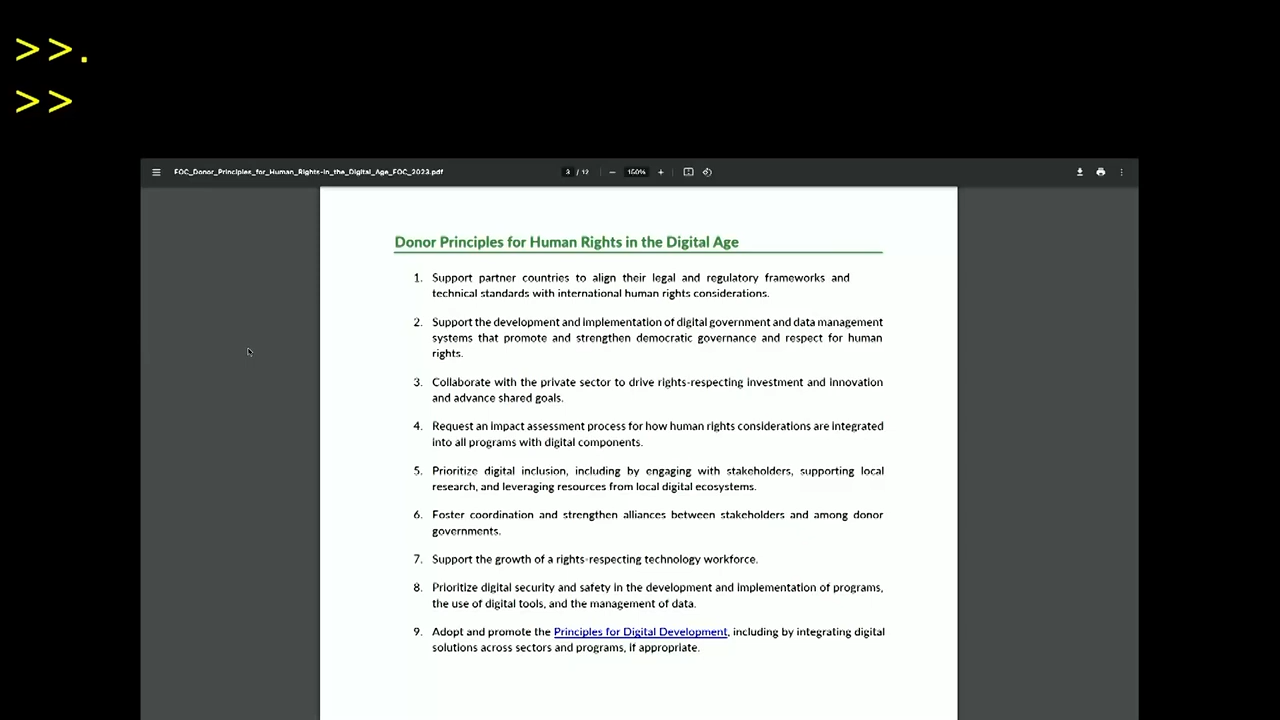 >>.
>>
FOC_Donor_Principles_for_Human_Rights-in_the_Digital_Age_FOC_2023.pdf
3 / 12
150%
Donor Principles for Human Rights in the Digital Age
1. Support partner countries to align their legal and regulatory frameworks and
technical standards with international human rights considerations.
2. Support the development and implementation of digital government and data management
systems that promote and strengthen democratic governance and respect for human
rights.
3. Collaborate with the private sector to drive rights-respecting investment and innovation
and advance shared goals.
4. Request an impact assessment process for how human rights considerations are integrated
into all programs with digital components.
5. Prioritize digital inclusion, including by engaging with stakeholders, supporting local
research, and leveraging resources from local digital ecosystems.
6. Foster coordination and strengthen alliances between stakeholders and among donor
governments.
7. Support the growth of a rights-respecting technology workforce.
8. Prioritize digital security and safety in the development and implementation of programs,
the use of digital tools, and the management of data.
9. Adopt and promote the Principles for Digital Development, including by integrating digital
solutions across sectors and programs, if appropriate.